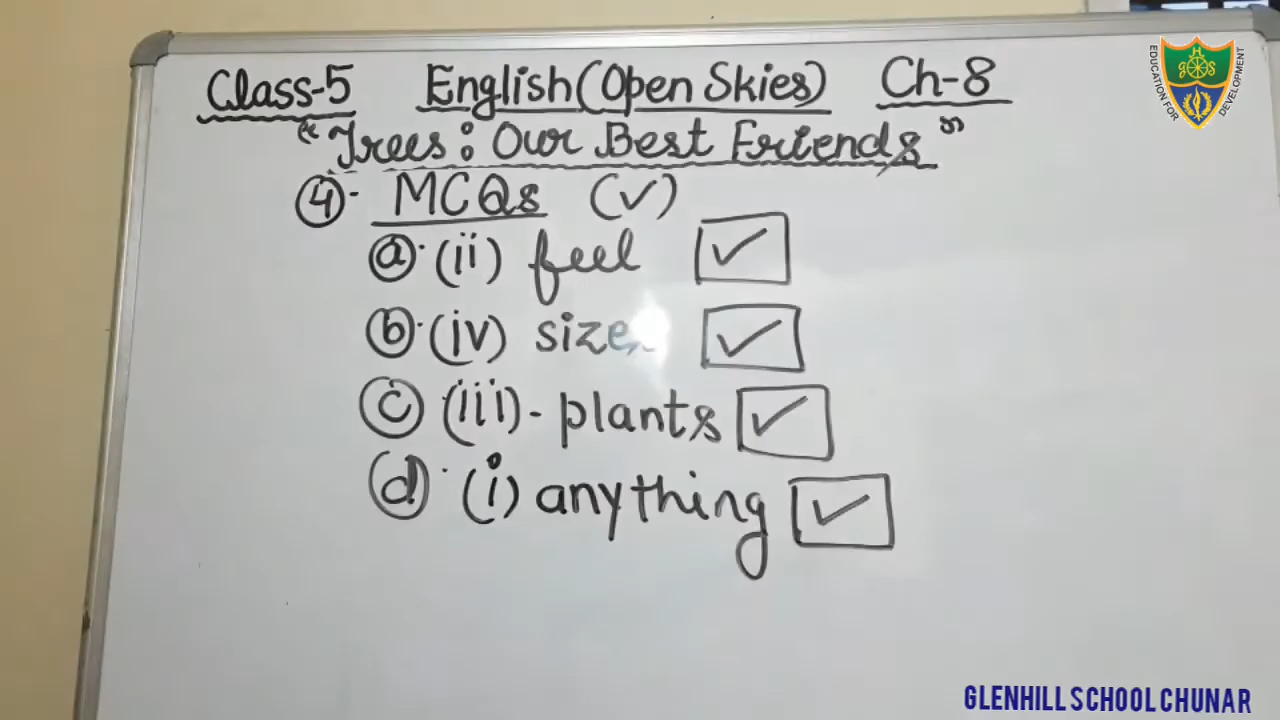 Class-5 English (Open Skies) Ch-8
"Trees: Our Best Friends"
④. MCQs (✓)
ⓐ. (ii) feel ✓
ⓑ. (iv) size. ✓
ⓒ (iii) - plants ✓
ⓓ. (i) anything ✓
EDUCATION FOR DEVELOPMENT
GHS
GLENHILL SCHOOL CHUNAR